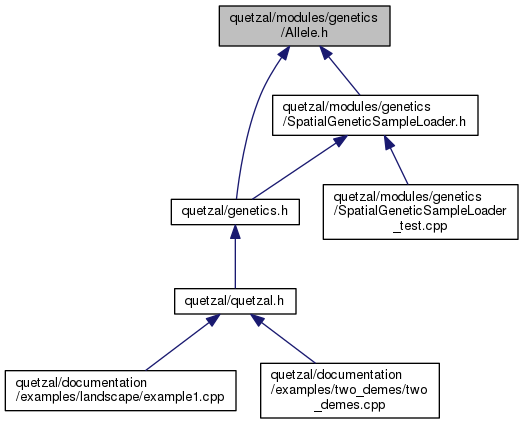 quetzal/modules/genetics
/Allele.h
quetzal/modules/genetics
/SpatialGeneticSampleLoader.h
quetzal/genetics.h
quetzal/modules/genetics
/SpatialGeneticSampleLoader
_test.cpp
quetzal/quetzal.h
quetzal/documentation
/examples/landscape/example1.cpp
quetzal/documentation
/examples/two_demes/two
_demes.cpp